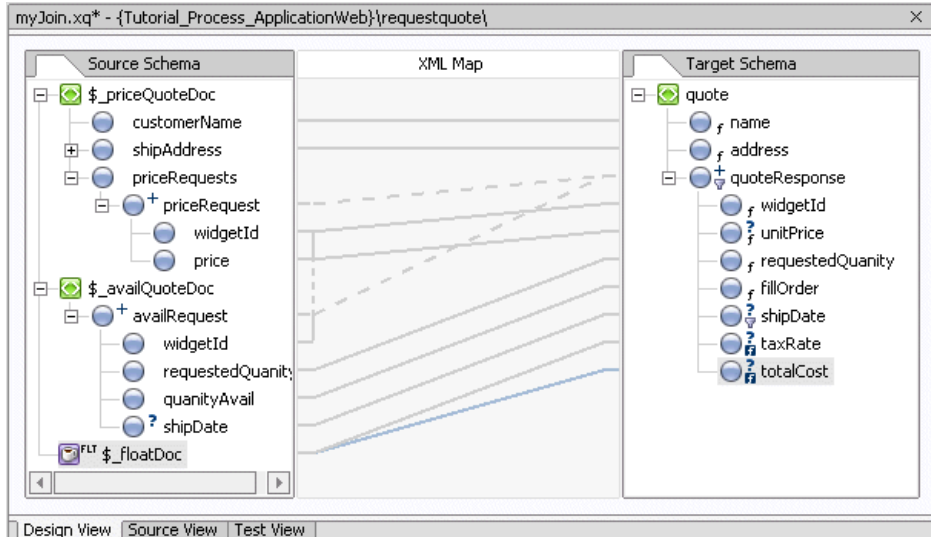 myJoin.xq* - {Tutorial_Process_ApplicationWeb}\requestquote\
Source Schema
$_priceQuoteDoc
customerName
shipAddress
priceRequests
+ priceRequest
widgetId
price
$_availQuoteDoc
+ availRequest
widgetId
requestedQuanity
quanityAvail
? shipDate
FLT $_floatDoc
XML Map
Target Schema
quote
f name
f address
+ quoteResponse
f widgetId
? f unitPrice
f requestedQuanity
f fillOrder
? shipDate
? f taxRate
? f totalCost
Design View Source View Test View